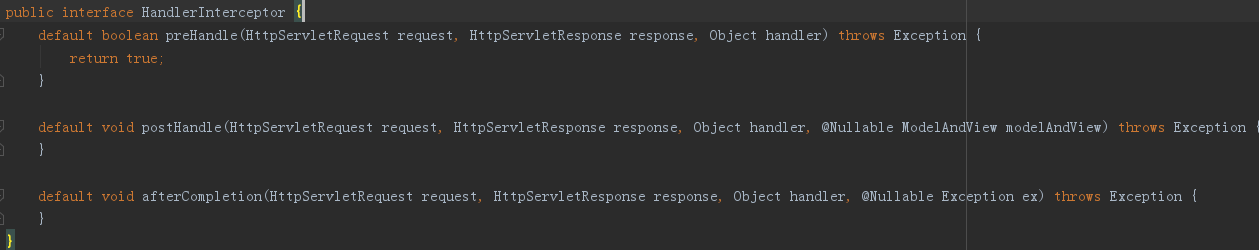 public interface HandlerInterceptor {
default boolean preHandle(HttpServletRequest request, HttpServletResponse response, Object handler) throws Exception {
return true;
}
default void postHandle(HttpServletRequest request, HttpServletResponse response, Object handler, @Nullable ModelAndView modelAndView) throws Exception {
}
default void afterCompletion(HttpServletRequest request, HttpServletResponse response, Object handler, @Nullable Exception ex) throws Exception {
}
}